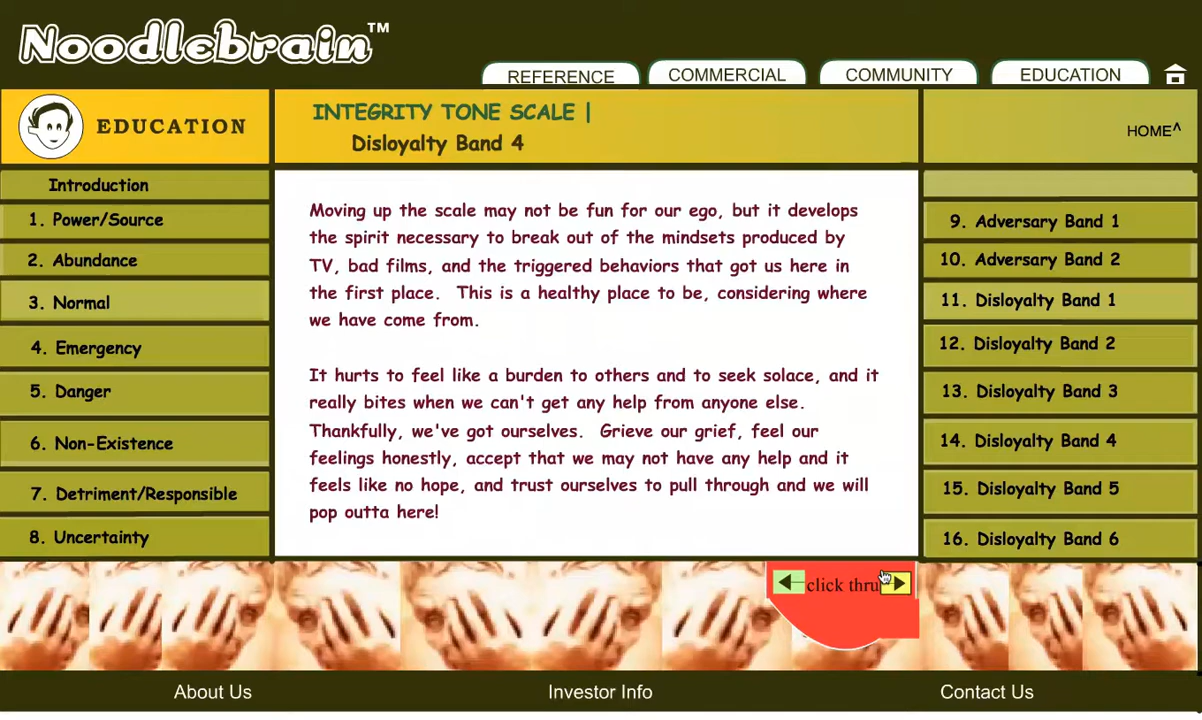 Noodlebrain™
REFERENCE
COMMERCIAL
COMMUNITY
EDUCATION
EDUCATION
INTEGRITY TONE SCALE |
Disloyalty Band 4
HOME^
Introduction
1. Power/Source
2. Abundance
3. Normal
4. Emergency
5. Danger
6. Non-Existence
7. Detriment/Responsible
8. Uncertainty
Moving up the scale may not be fun for our ego, but it develops
the spirit necessary to break out of the mindsets produced by
TV, bad films, and the triggered behaviors that got us here in
the first place. This is a healthy place to be, considering where
we have come from.
It hurts to feel like a burden to others and to seek solace, and it
really bites when we can't get any help from anyone else.
Thankfully, we've got ourselves. Grieve our grief, feel our
feelings honestly, accept that we may not have any help and it
feels like no hope, and trust ourselves to pull through and we will
pop outta here!
9. Adversary Band 1
10. Adversary Band 2
11. Disloyalty Band 1
12. Disloyalty Band 2
13. Disloyalty Band 3
14. Disloyalty Band 4
15. Disloyalty Band 5
16. Disloyalty Band 6
click thru
About Us
Investor Info
Contact Us